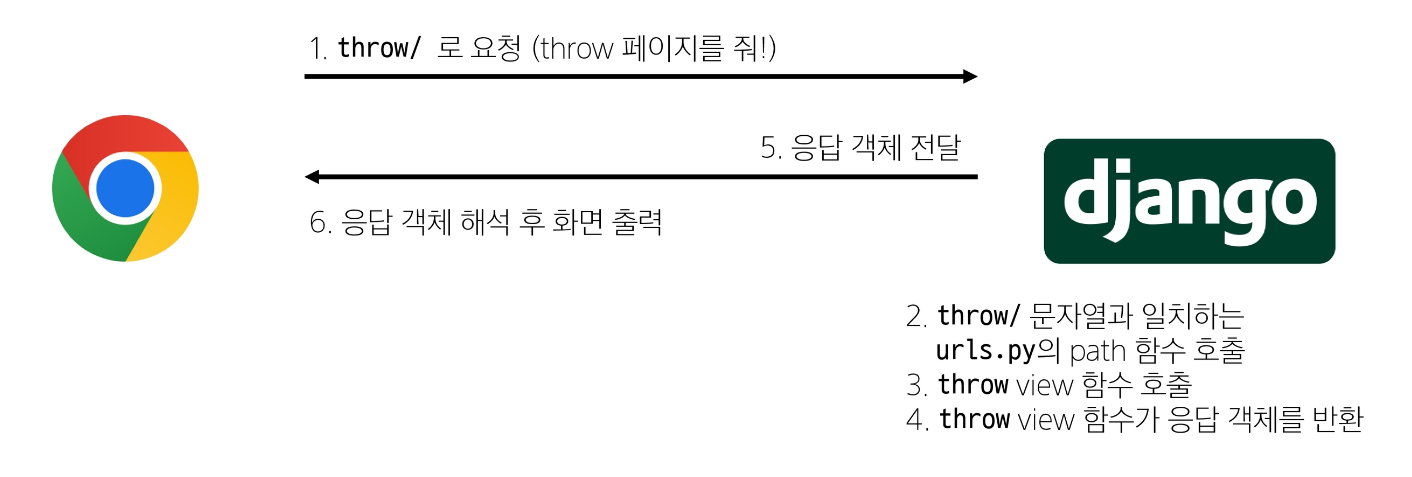 1. throw/ 로 요청 (throw 페이지를 줘!)
5. 응답 객체 전달
6. 응답 객체 해석 후 화면 출력
django
2. throw/ 문자열과 일치하는
urls.py의 path 함수 호출
3. throw view 함수 호출
4. throw view 함수가 응답 객체를 반환